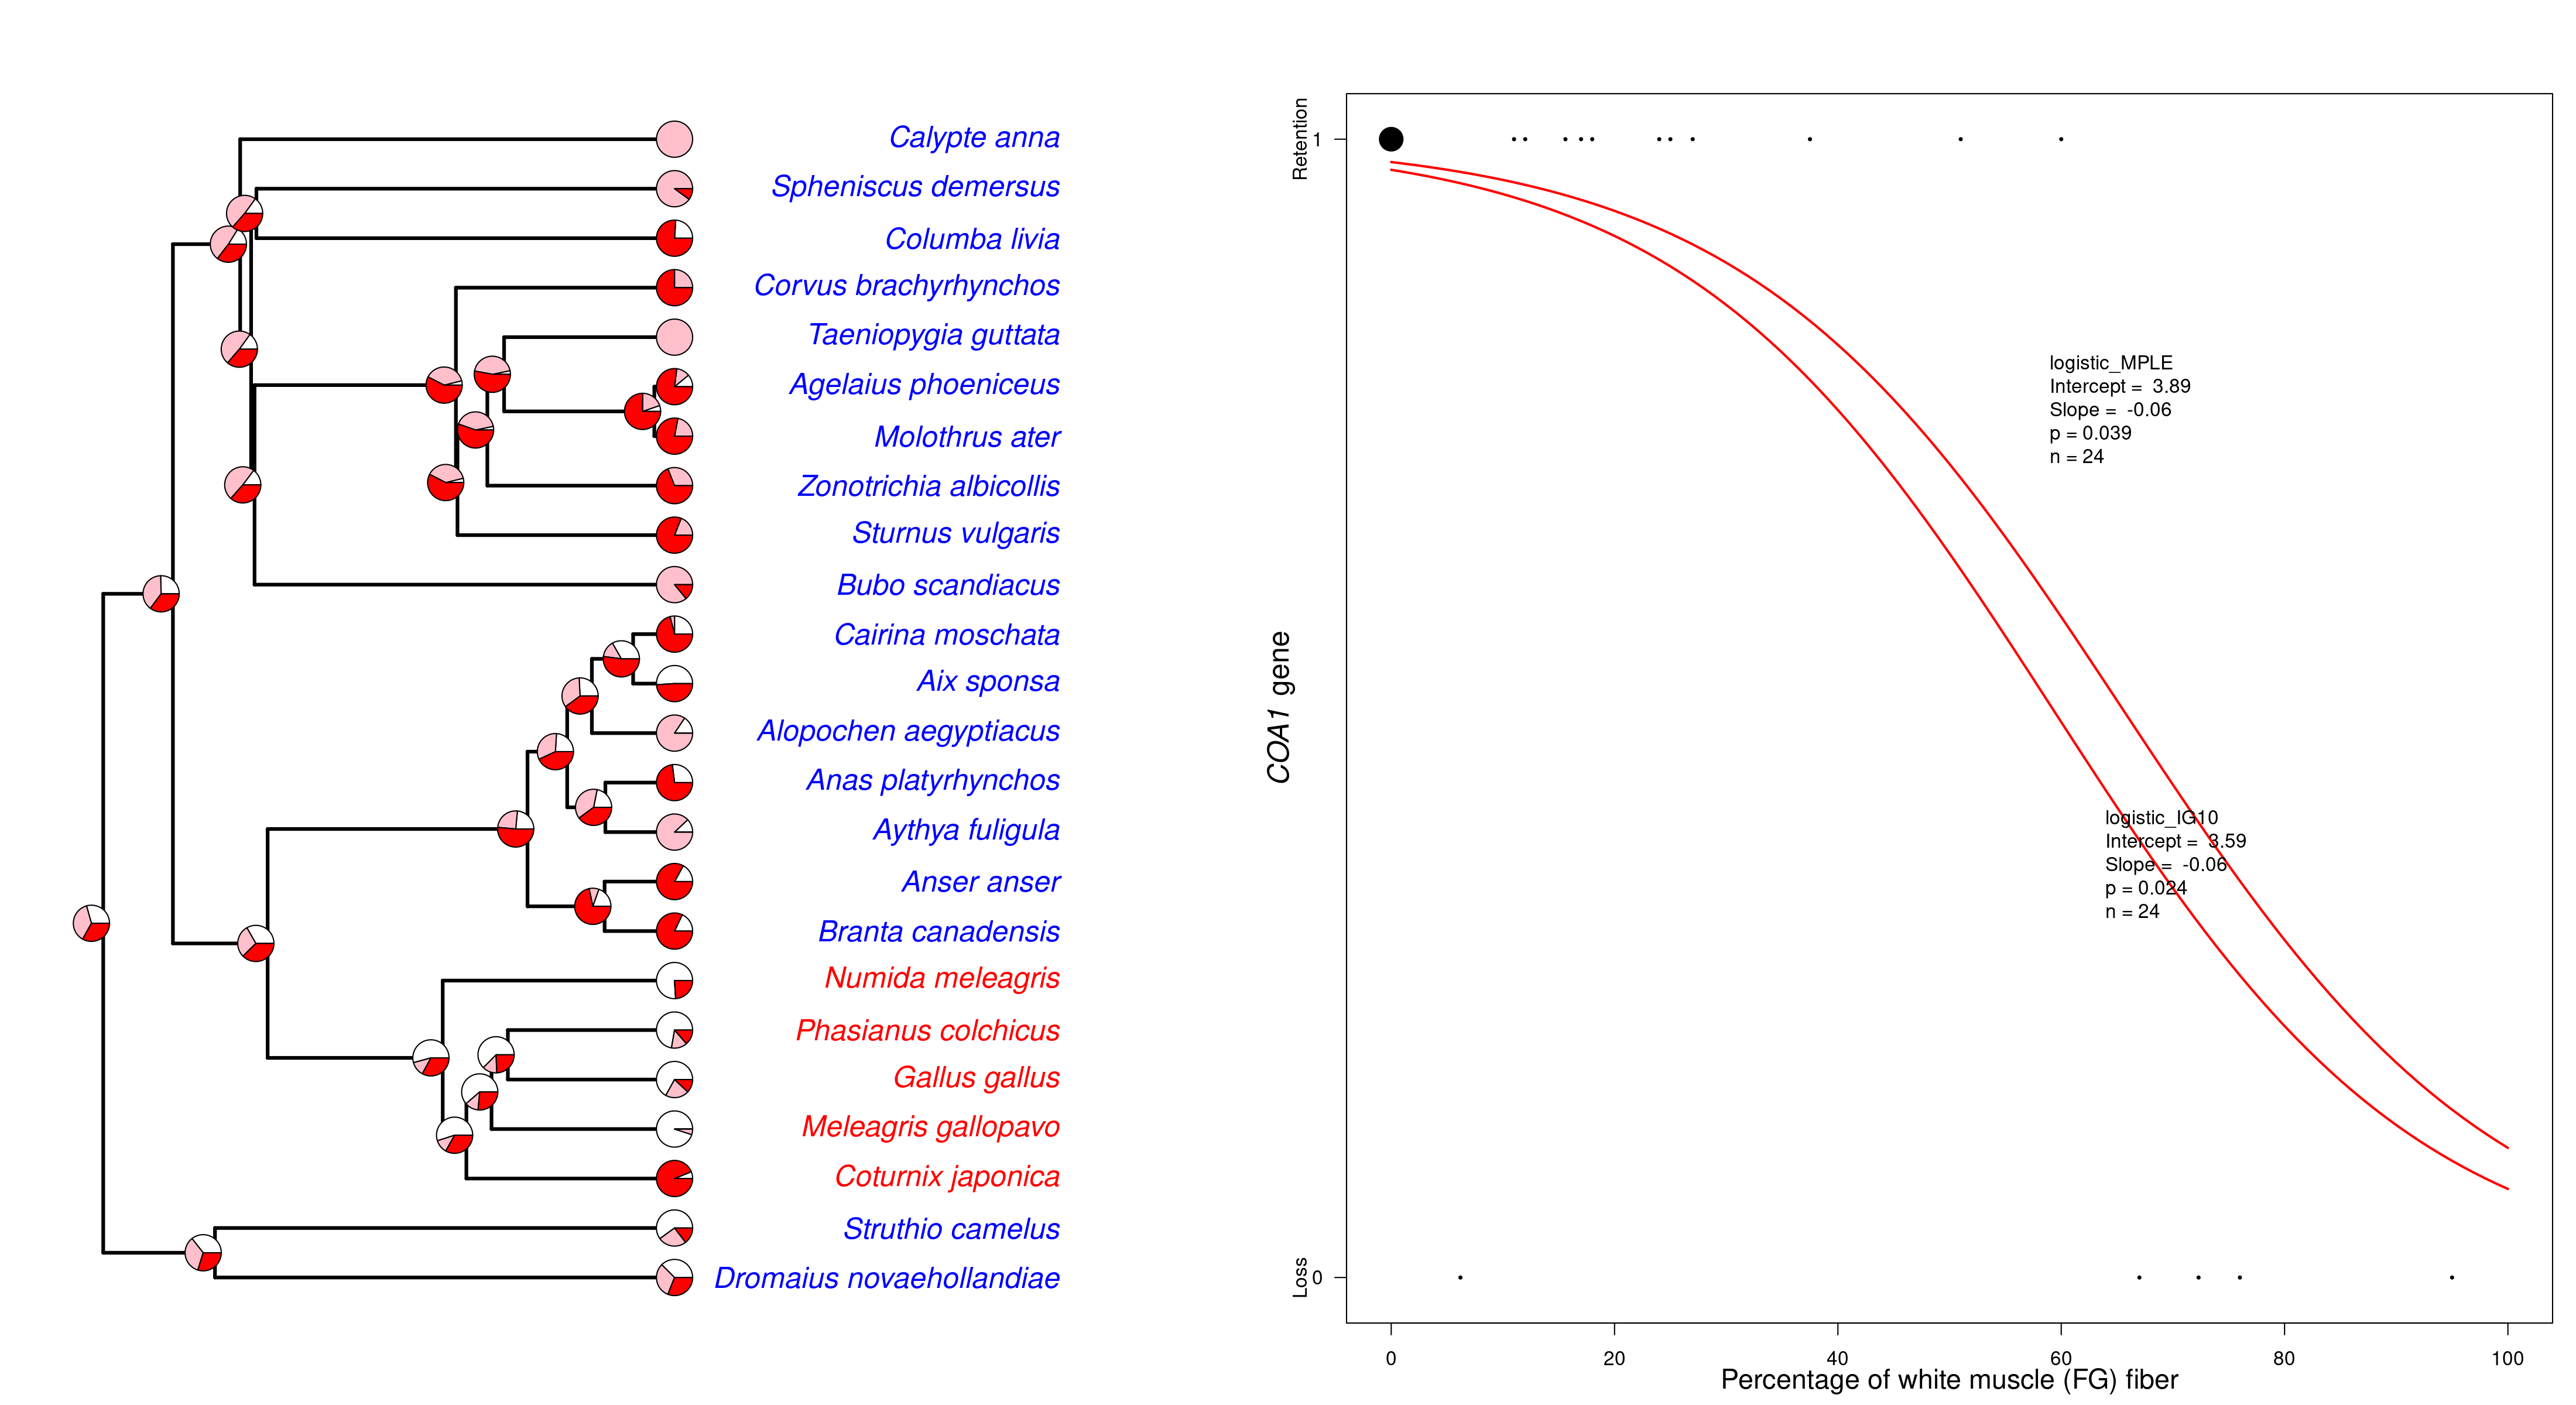 Calypte anna
Spheniscus demersus
Columba livia
Corvus brachyrhynchos
Taeniopygia guttata
Agelaius phoeniceus
Molothrus ater
Zonotrichia albicollis
Sturnus vulgaris
Bubo scandiacus
Cairina moschata
Aix sponsa
Alopochen aegyptiacus
Anas platyrhynchos
Aythya fuligula
Anser anser
Branta canadensis
Numida meleagris
Phasianus colchicus
Gallus gallus
Meleagris gallopavo
Coturnix japonica
Struthio camelus
Dromaius novaehollandiae
COA1 gene
Retention
1
Loss
0
logistic_MPLE
Intercept = 3.89
Slope = -0.06
p = 0.039
n = 24
logistic_IG10
Intercept = 3.59
Slope = -0.06
p = 0.024
n = 24
0 20 40 60 80 100
Percentage of white muscle (FG) fiber